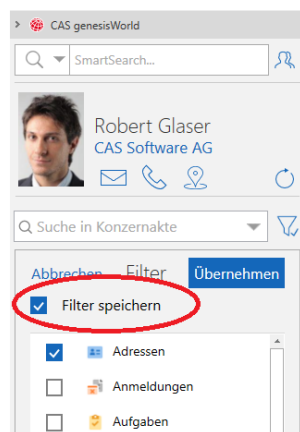 CAS genesisWorld
SmartSearch...
Robert Glaser
CAS Software AG
Suche in Konzernakte
Abbrechen Filter Übernehmen
Filter speichern
Adressen
Anmeldungen
Aufgaben